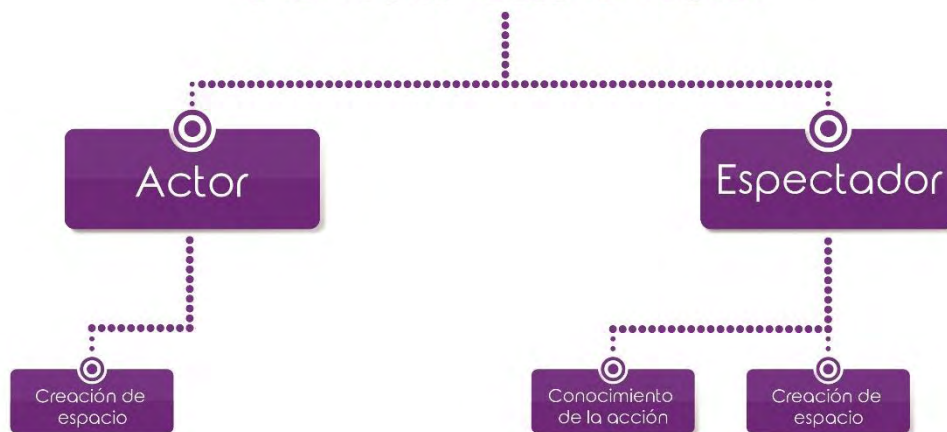 Actor
Espectador
Creación de
espacio
Conocimiento
de la acción
Creación de
espacio